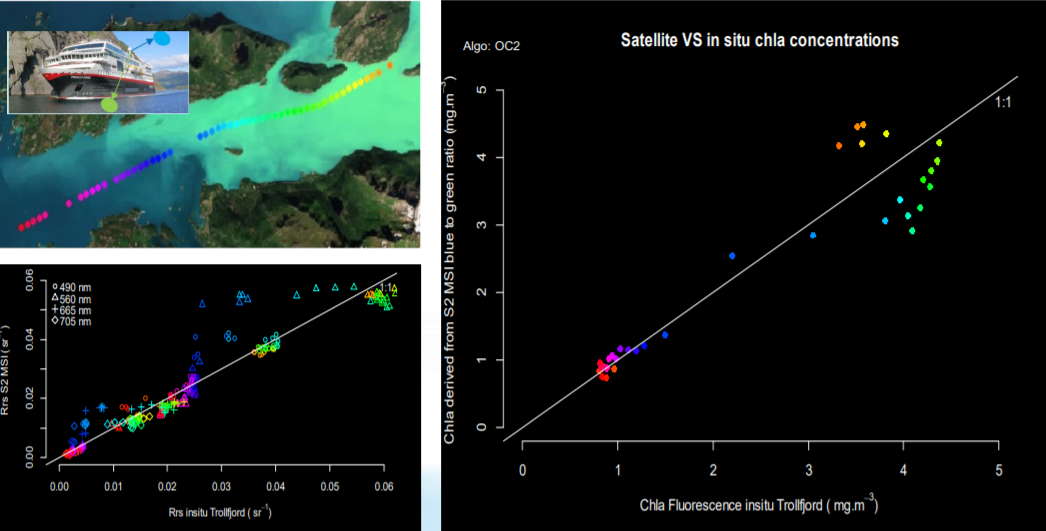 0.06
0.04
0.02
0.00
Rrs S2 MSI ( sr⁻¹)
490 nm
560 nm
665 nm
705 nm
1:1
0.00 0.01 0.02 0.03 0.04 0.05 0.06
Rrs insitu Trollfjord ( sr⁻¹)
Algo: OC2
Satellite VS in situ chla concentrations
Chla derived from S2 MSI blue to green ratio (mg.m⁻³)
5
4
3
2
1
0
1:1
0 1 2 3 4 5
Chla Fluorescence insitu Trollfjord ( mg.m⁻³)